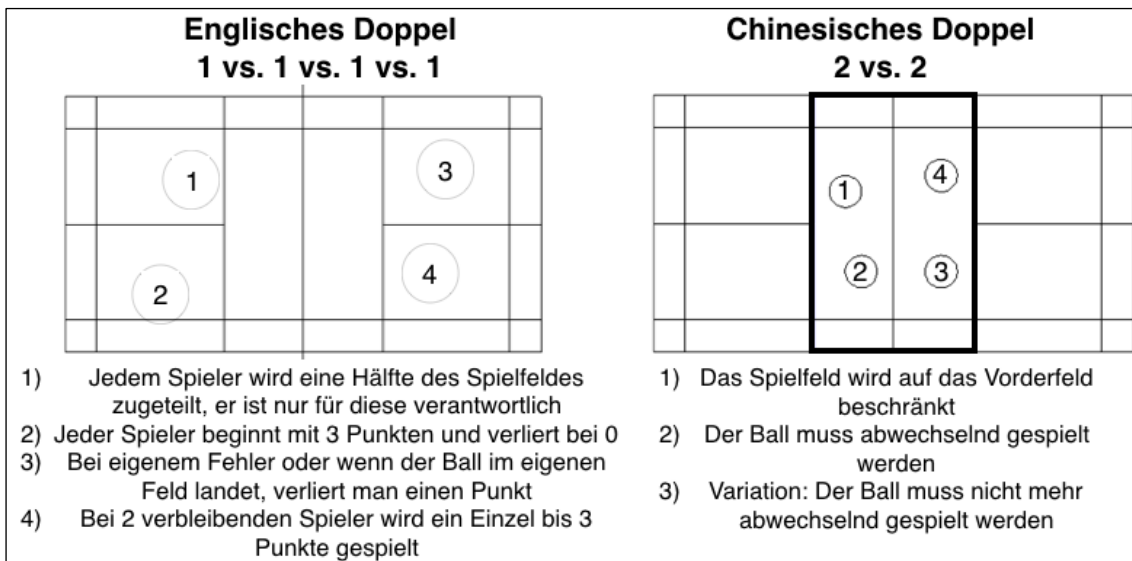 Englisches Doppel
1 vs. 1 vs. 1 vs. 1
1
3
2
4
1) Jedem Spieler wird eine Hälfte des Spielfeldes
zugeteilt, er ist nur für diese verantwortlich
2) Jeder Spieler beginnt mit 3 Punkten und verliert bei 0
3) Bei eigenem Fehler oder wenn der Ball im eigenen
Feld landet, verliert man einen Punkt
4) Bei 2 verbleibenden Spieler wird ein Einzel bis 3
Punkte gespielt
Chinesisches Doppel
2 vs. 2
1
4
2
3
1) Das Spielfeld wird auf das Vorderfeld
beschränkt
2) Der Ball muss abwechselnd gespielt
werden
3) Variation: Der Ball muss nicht mehr
abwechselnd gespielt werden